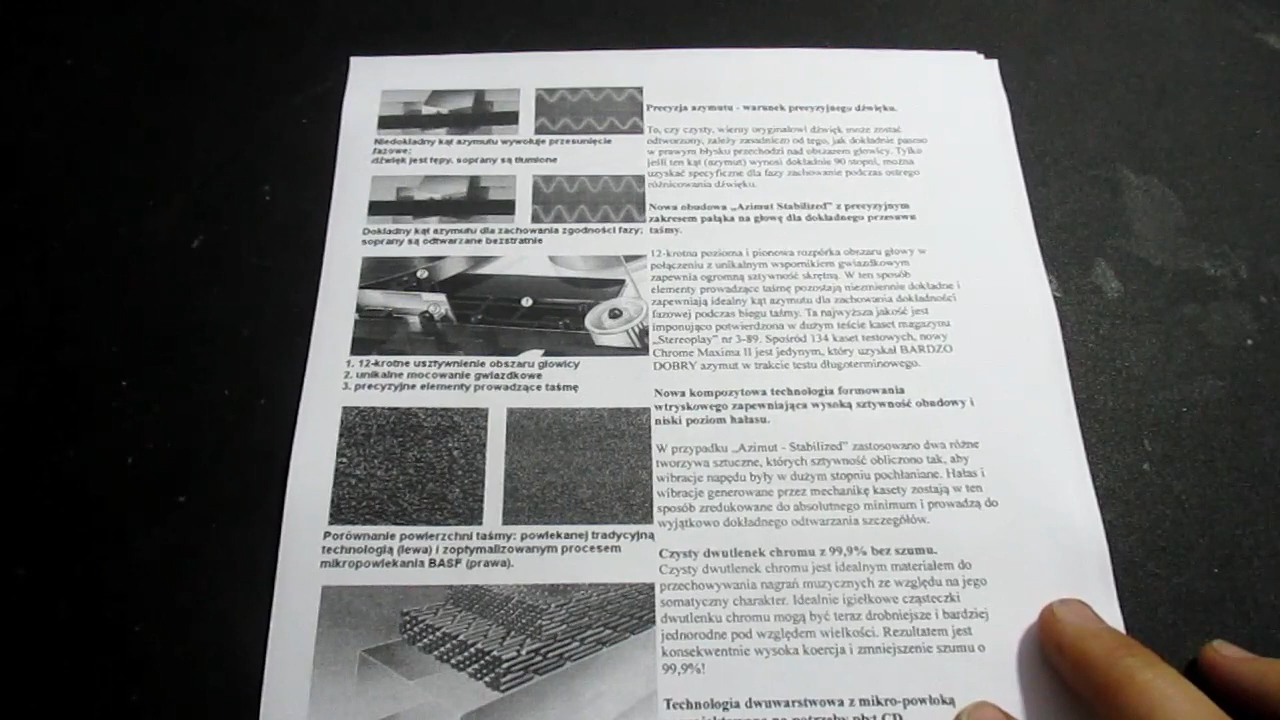 Niedokładny kąt azymutu wywołuje przesunięcie
fazowe;
dźwięk jest tępy, soprany są tłumione
Dokładny kąt azymutu dla zachowania zgodności fazy;
soprany są odtwarzane bezstratnie
1. 12-krotne usztywnienie obszaru głowicy
2. unikalne mocowanie gwiazdkowe
3. precyzyjne elementy prowadzące taśmę
Porównanie powierzchni taśmy: powlekanej tradycyjną
technologią (lewa) i zoptymalizowanym procesem
mikropowlekania BASF (prawa).
Precyzja azymutu - warunek precyzyjnego dźwięku.
To, czy czysty, wierny oryginałowi dźwięk może zostać
odtworzony, zależy zasadniczo od tego, jak dokładnie pasmo
w prawym błysku przechodzi nad obszarem głowicy. Tylko
jeśli ten kąt (azymut) wynosi dokładnie 90 stopni, można
uzyskać specyficzne dla fazy zachowanie podczas ostrego
różnicowania dźwięku.
Nowa obudowa „Azimut Stabilized” z precyzyjnym
zakresem pałąka na głowę dla dokładnego przesuwu
taśmy.
12-krotna pozioma i pionowa rozpórka obszaru głowy w
połączeniu z unikalnym wspornikiem gwiazdkowym
zapewnia ogromną sztywność skrętną. W ten sposób
elementy prowadzące taśmę pozostają niezmiennie dokładne i
zapewniają idealny kąt azymutu dla zachowania dokładności
fazowej podczas biegu taśmy. Ta najwyższa jakość jest
imponująco potwierdzona w dużym teście kaset magazynu
„Stereoplay” nr 3-89. Spośród 134 kaset testowych, nowy
Chrome Maxima II jest jedynym, który uzyskał BARDZO
DOBRY azymut w trakcie testu długoterminowego.
Nowa kompozytowa technologia formowania
wtryskowego zapewniająca wysoką sztywność obudowy i
niski poziom hałasu.
W przypadku „Azimut - Stabilized” zastosowano dwa różne
tworzywa sztuczne, których sztywność obliczono tak, aby
wibracje napędu były w dużym stopniu pochłaniane. Hałas i
wibracje generowane przez mechanikę kasety zostają w ten
sposób zredukowane do absolutnego minimum i prowadzą do
wyjątkowo dokładnego odtwarzania szczegółów.
Czysty dwutlenek chromu z 99,9% bez szumu.
Czysty dwutlenek chromu jest idealnym materiałem do
przechowywania nagrań muzycznych ze względu na jego
somatyczny charakter. Idealnie igiełkowe cząsteczki
dwutlenku chromu mogą być teraz drobniejsze i bardziej
jednorodne pod względem wielkości. Rezultatem jest
konsekwentnie wysoka koercja i zmniejszenie szumu o
99,9%!
Technologia dwuwarstwowa z mikro-powłoką
na potrzeby płyt CD